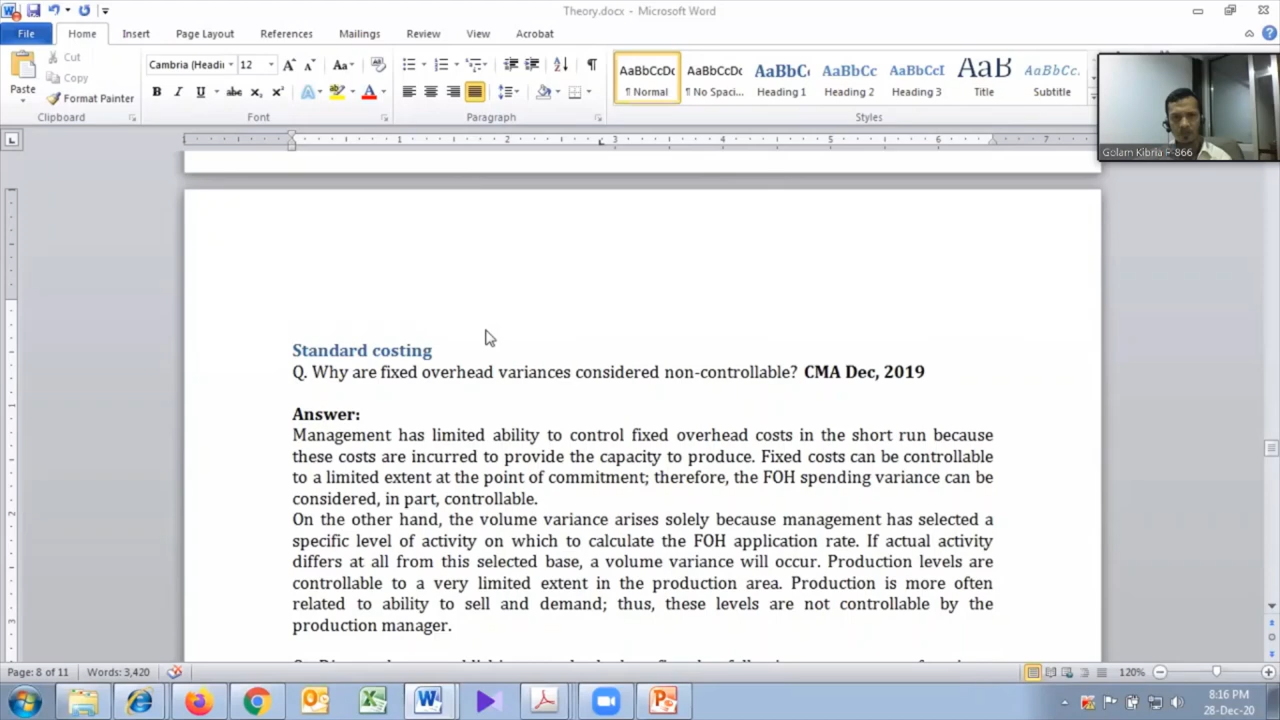 Theory.docx - Microsoft Word
File Home Insert Page Layout References Mailings Review View Acrobat
Paste
Cut
Copy
Format Painter
Clipboard
Cambria (Headi 12
Font
Paragraph
AaBbCcDc AaBbCcDc AaBbC AaBbCc AaBbCcI AaB AaBbCc.
¶ Normal ¶ No Spaci... Heading 1 Heading 2 Heading 3 Title Subtitle
Styles
Golam Kibria F-866
1 2 3 4 5 6 7
Standard costing
Q. Why are fixed overhead variances considered non-controllable? CMA Dec, 2019
Answer:
Management has limited ability to control fixed overhead costs in the short run because
these costs are incurred to provide the capacity to produce. Fixed costs can be controllable
to a limited extent at the point of commitment; therefore, the FOH spending variance can be
considered, in part, controllable.
On the other hand, the volume variance arises solely because management has selected a
specific level of activity on which to calculate the FOH application rate. If actual activity
differs at all from this selected base, a volume variance will occur. Production levels are
controllable to a very limited extent in the production area. Production is more often
related to ability to sell and demand; thus, these levels are not controllable by the
production manager.
Page: 8 of 11 Words: 3,420 120%
8:16 PM
28-Dec-20